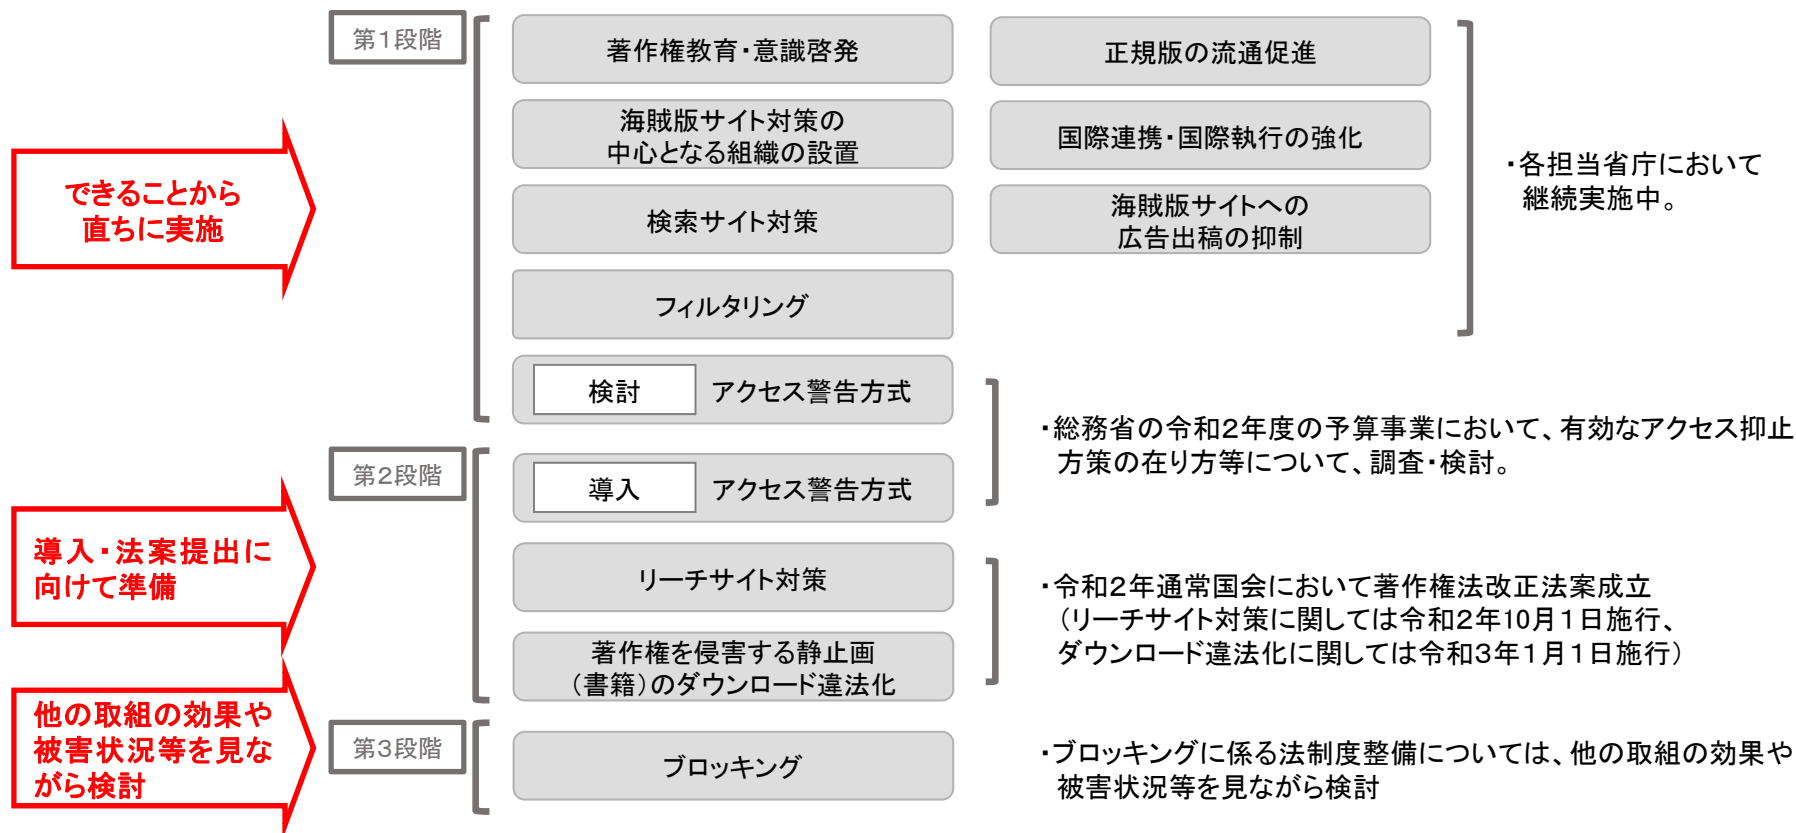 第１段階
著作権教育・意識啓発
正規版の流通促進
海賊版サイト対策の
中心となる組織の設置
国際連携・国際執行の強化
できることから
直ちに実施
検索サイト対策
海賊版サイトへの
広告出稿の抑制
・各担当省庁において
継続実施中。
フィルタリング
検討 アクセス警告方式
・総務省の令和２年度の予算事業において、有効なアクセス抑止
方策の在り方等について、調査・検討。
第２段階
導入 アクセス警告方式
導入・法案提出に
向けて準備
リーチサイト対策
著作権を侵害する静止画
（書籍）のダウンロード違法化
・令和２年通常国会において著作権法改正法案成立
（リーチサイト対策に関しては令和２年10月１日施行、
ダウンロード違法化に関しては令和３年１月１日施行）
他の取組の効果や
被害状況等を見な
がら検討
第３段階
ブロッキング
・ブロッキングに係る法制度整備については、他の取組の効果や
被害状況等を見ながら検討